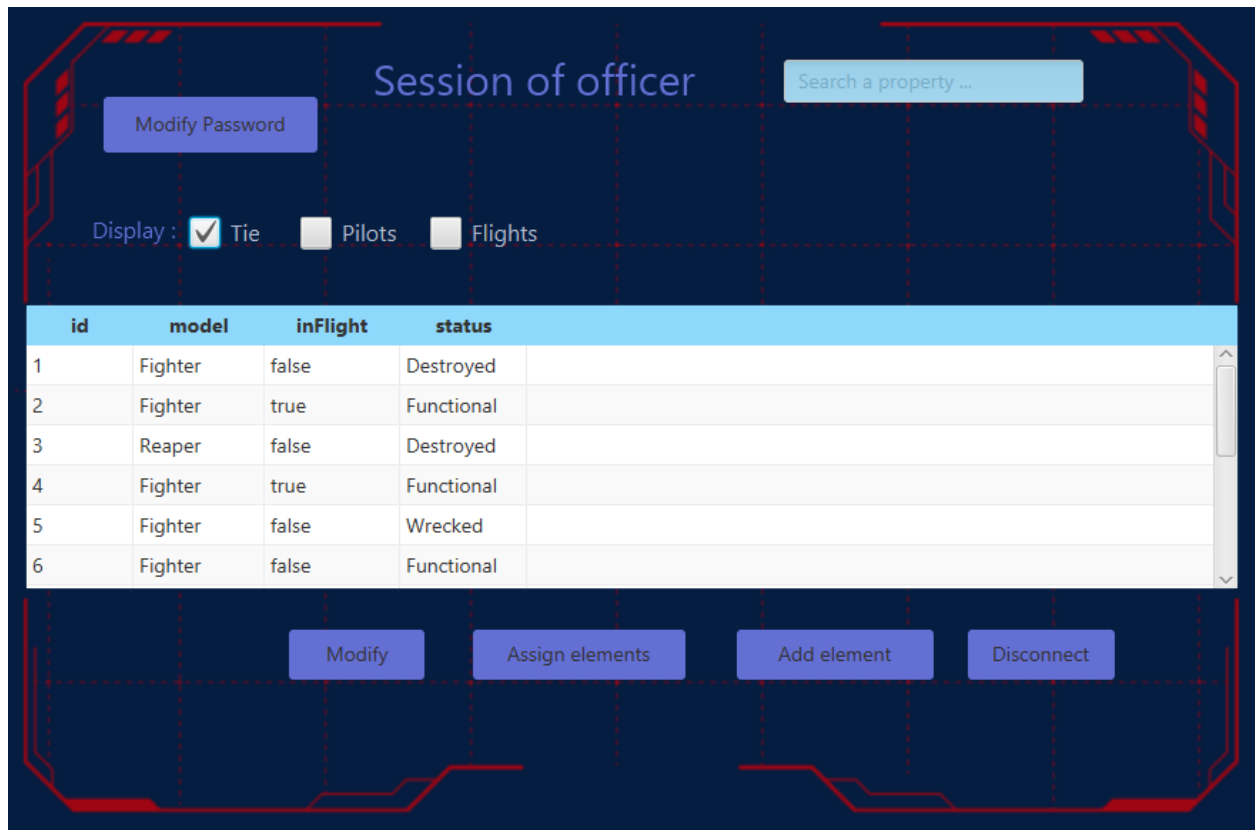 Session of officer
Search a property ...
Modify Password
Display : Tie Pilots Flights
id model inFlight status
1 Fighter false Destroyed
2 Fighter true Functional
3 Reaper false Destroyed
4 Fighter true Functional
5 Fighter false Wrecked
6 Fighter false Functional
Modify Assign elements Add element Disconnect